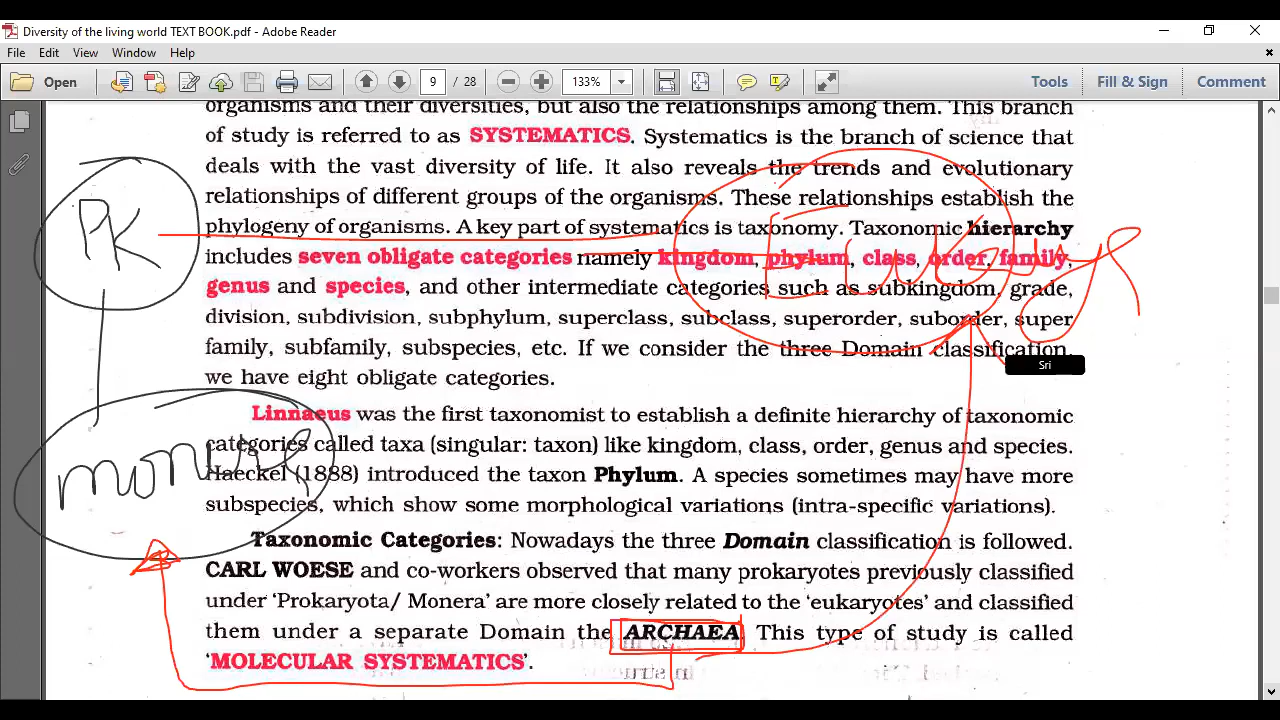 Diversity of the living world TEXT BOOK.pdf - Adobe Reader
File Edit View Window Help
Open 9 / 28 133% Tools Fill & Sign Comment
organisms and their diversities, but also the relationships among them. This branch
of study is referred to as SYSTEMATICS. Systematics is the branch of science that
deals with the vast diversity of life. It also reveals the trends and evolutionary
relationships of different groups of the organisms. These relationships establish the
phylogeny of organisms. A key part of systematics is taxonomy. Taxonomic hierarchy
includes seven obligate categories namely kingdom, phylum, class, order, family,
genus and species, and other intermediate categories such as subkingdom, grade,
division, subdivision, subphylum, superclass, subclass, superorder, suborder, super
family, subfamily, subspecies, etc. If we consider the three Domain classification,
we have eight obligate categories.
Sri
PK
Linnaeus was the first taxonomist to establish a definite hierarchy of taxonomic
categories called taxa (singular: taxon) like kingdom, class, order, genus and species.
Haeckel (1888) introduced the taxon Phylum. A species sometimes may have more
subspecies, which show some morphological variations (intra-specific variations).
Taxonomic Categories: Nowadays the three Domain classification is followed.
CARL WOESE and co-workers observed that many prokaryotes previously classified
under 'Prokaryota/ Monera' are more closely related to the 'eukaryotes' and classified
them under a separate Domain the ARCHAEA This type of study is called
'MOLECULAR SYSTEMATICS'.